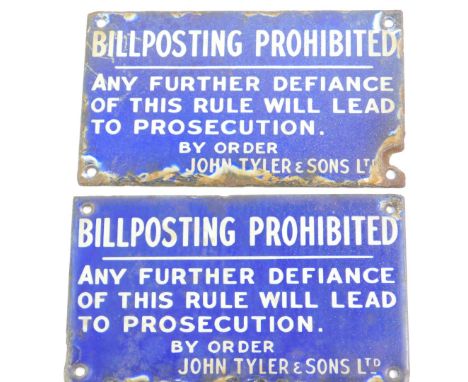 BILLPOSTING PROHIBITED
ANY FURTHER DEFIANCE
OF THIS RULE WILL LEAD
TO PROSECUTION.
BY ORDER
JOHN TYLER & SONS LTD
BILLPOSTING PROHIBITED
ANY FURTHER DEFIANCE
OF THIS RULE WILL LEAD
TO PROSECUTION.
BY ORDER
JOHN TYLER & SONS LTD